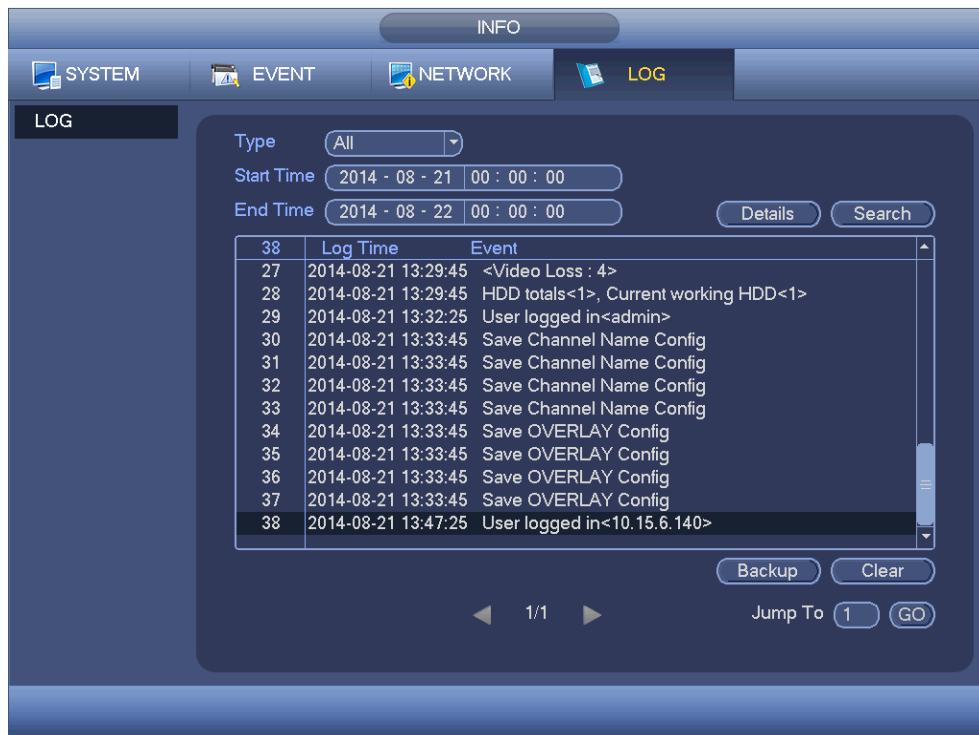 INFO
SYSTEM EVENT NETWORK LOG
LOG
Type All
Start Time 2014 - 08 - 21 00 : 00 : 00
End Time 2014 - 08 - 22 00 : 00 : 00 Details Search
38 Log Time Event
27 2014-08-21 13:29:45 <Video Loss : 4>
28 2014-08-21 13:29:45 HDD totals<1>, Current working HDD<1>
29 2014-08-21 13:32:25 User logged in<admin>
30 2014-08-21 13:33:45 Save Channel Name Config
31 2014-08-21 13:33:45 Save Channel Name Config
32 2014-08-21 13:33:45 Save Channel Name Config
33 2014-08-21 13:33:45 Save Channel Name Config
34 2014-08-21 13:33:45 Save OVERLAY Config
35 2014-08-21 13:33:45 Save OVERLAY Config
36 2014-08-21 13:33:45 Save OVERLAY Config
37 2014-08-21 13:33:45 Save OVERLAY Config
38 2014-08-21 13:47:25 User logged in<10.15.6.140>
Backup Clear
1/1 Jump To 1 GO